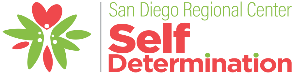 San Diego Regional Center
Self
Determination